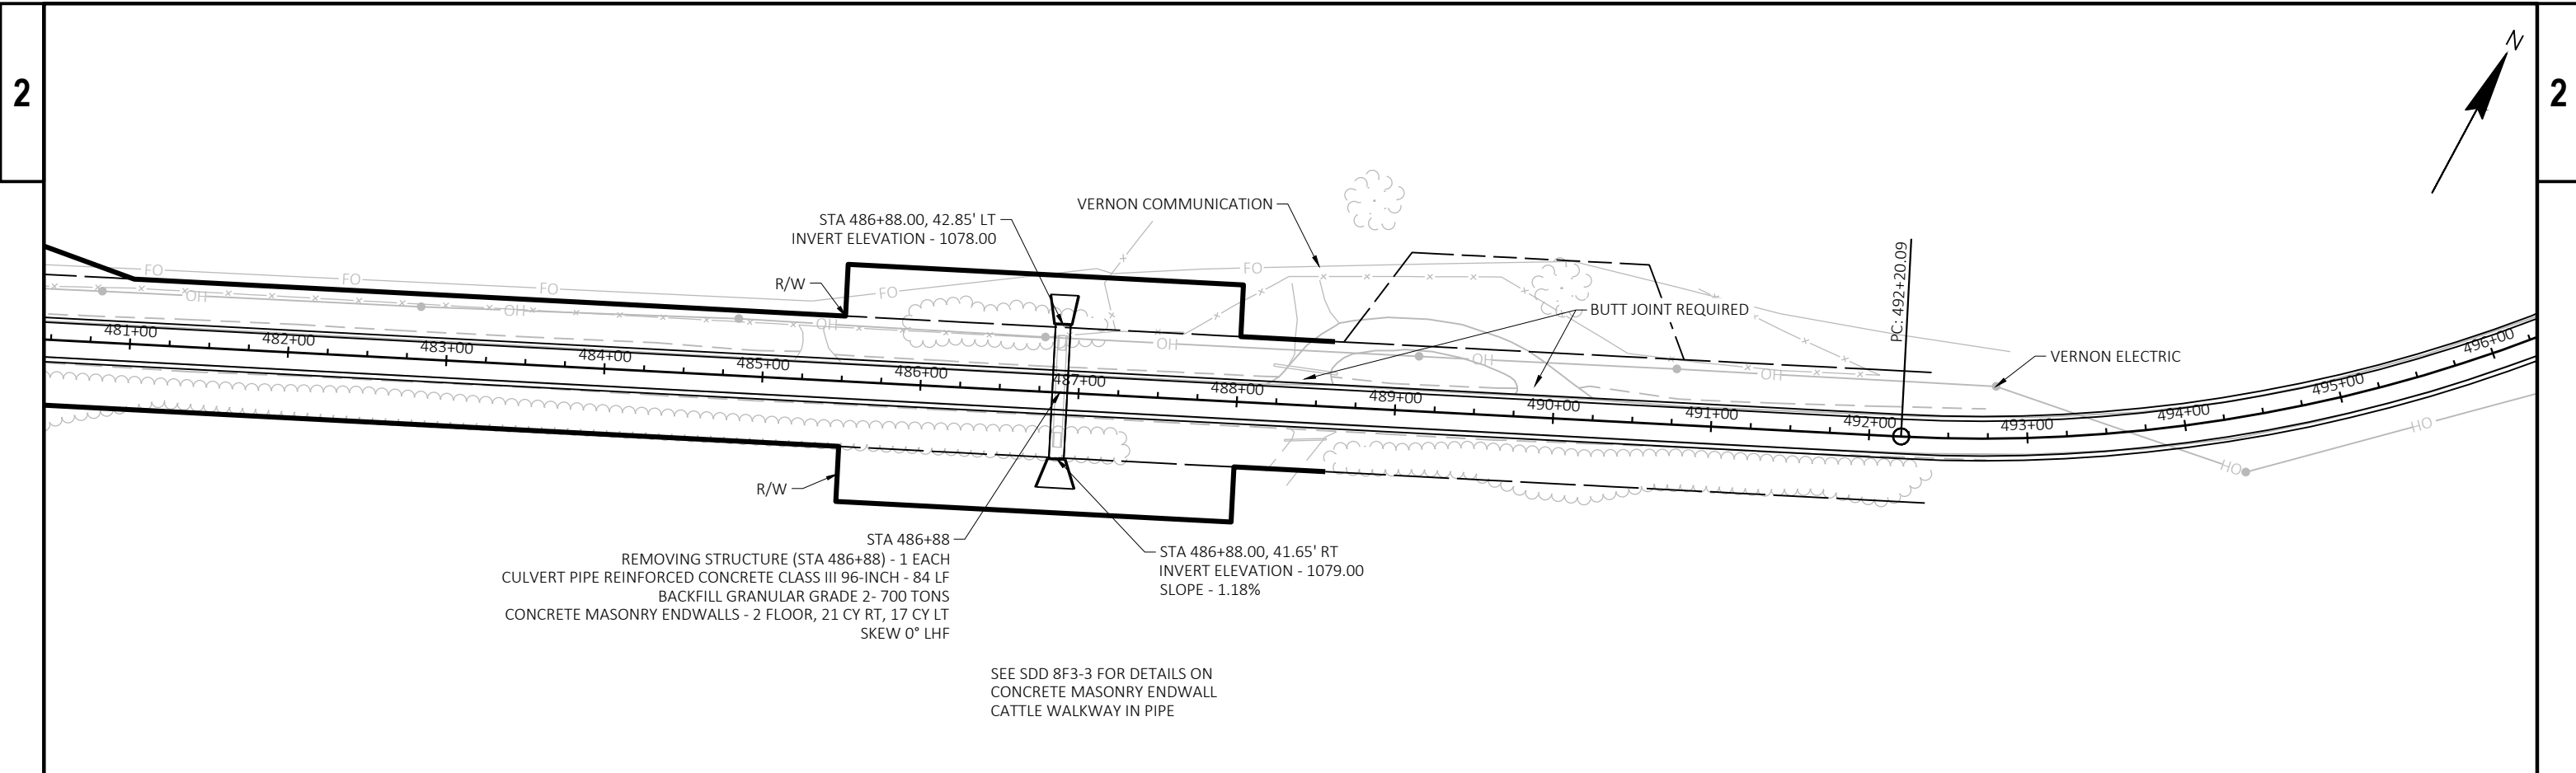 2
2
N
STA 486+88.00, 42.85' LT
INVERT ELEVATION - 1078.00
VERNON COMMUNICATION
R/W
BUTT JOINT REQUIRED
PC: 492+20.09
VERNON ELECTRIC
FO
FO
FO
FO
FO
OH
OH
OH
OH
OH
OH
HO
HO
481+00
482+00
483+00
484+00
485+00
486+00
487+00
488+00
489+00
490+00
491+00
492+00
493+00
494+00
495+00
496+00
R/W
STA 486+88
REMOVING STRUCTURE (STA 486+88) - 1 EACH
CULVERT PIPE REINFORCED CONCRETE CLASS III 96-INCH - 84 LF
BACKFILL GRANULAR GRADE 2- 700 TONS
CONCRETE MASONRY ENDWALLS - 2 FLOOR, 21 CY RT, 17 CY LT
SKEW 0° LHF
STA 486+88.00, 41.65' RT
INVERT ELEVATION - 1079.00
SLOPE - 1.18%
SEE SDD 8F3-3 FOR DETAILS ON
CONCRETE MASONRY ENDWALL
CATTLE WALKWAY IN PIPE